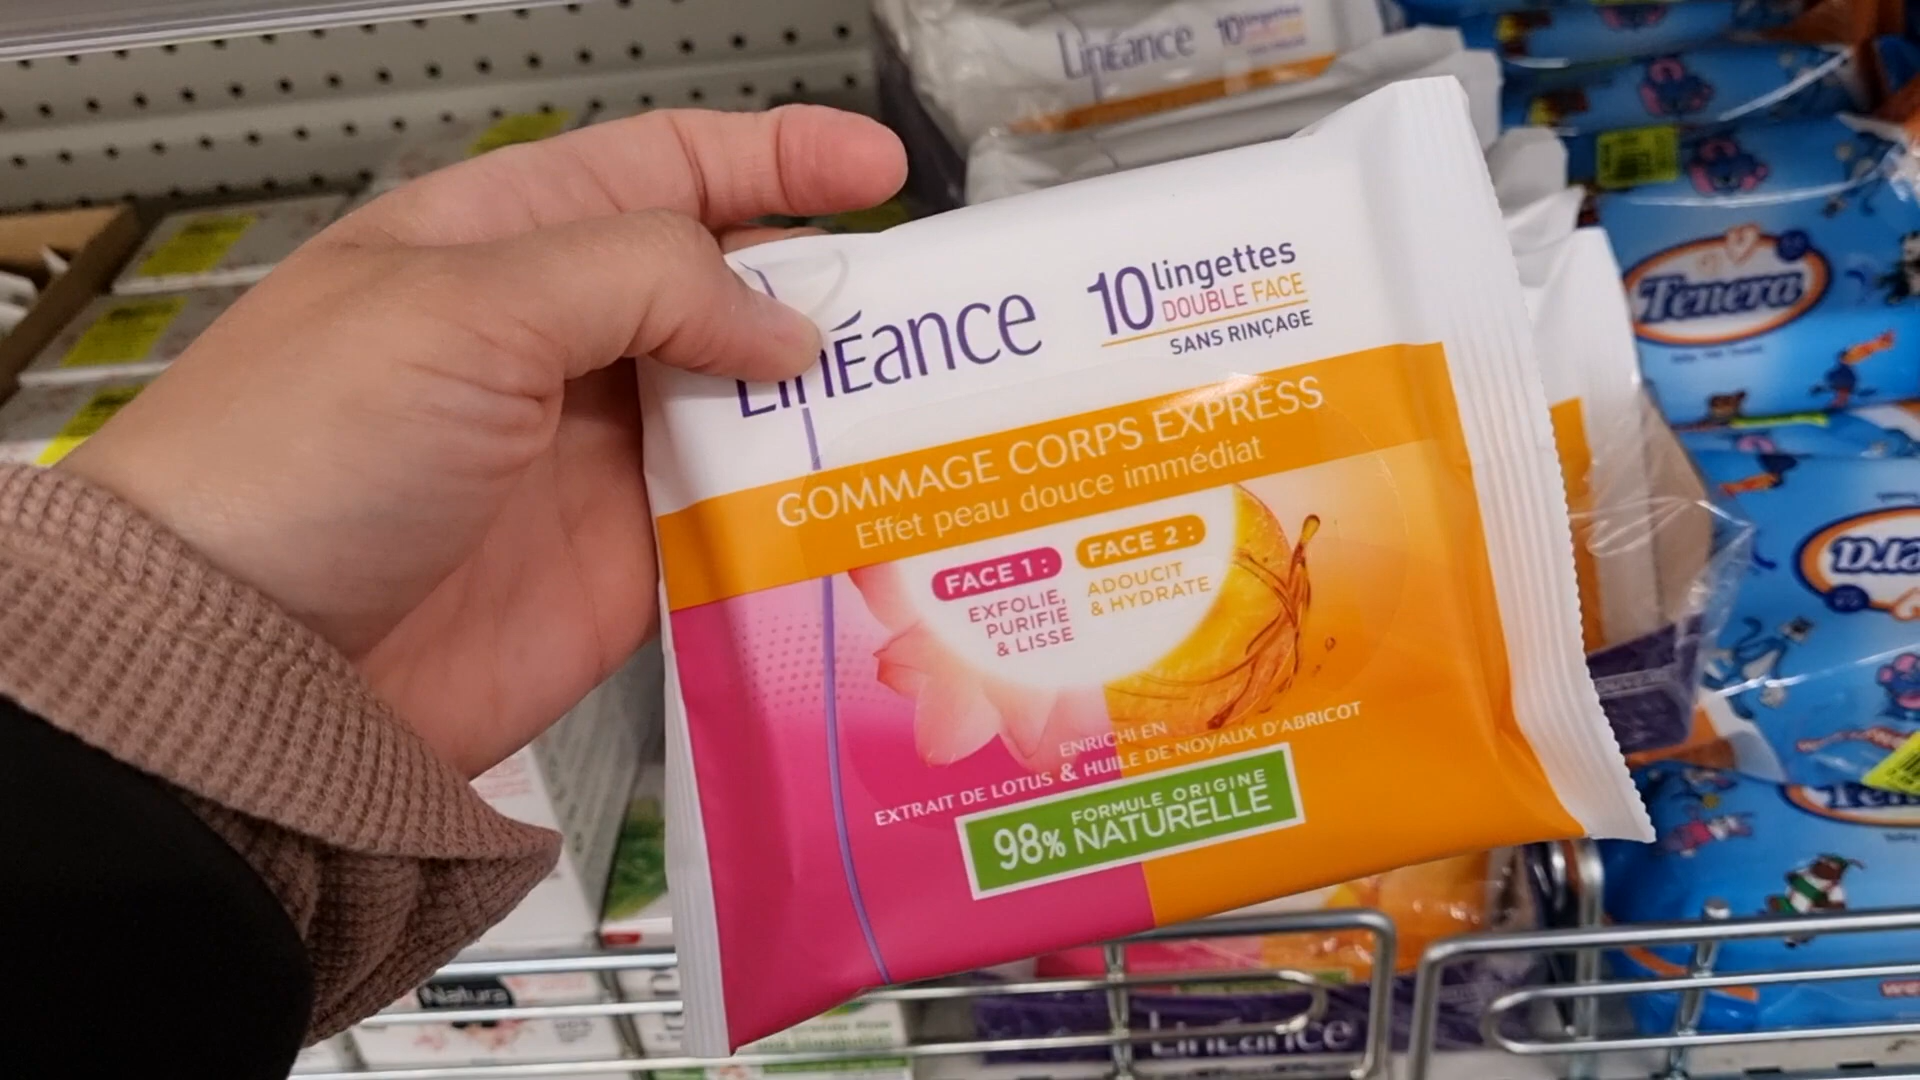 Linéance 10 lingettes
LinÉance
10 lingettes
DOUBLE FACE
SANS RINÇAGE
GOMMAGE CORPS EXPRESS
Effet peau douce immédiat
FACE 1 :
EXFOLIE,
PURIFIE
& LISSE
FACE 2 :
ADOUCIT
& HYDRATE
ENRICHI EN
EXTRAIT DE LOTUS & HUILE DE NOYAUX D'ABRICOT
98% FORMULE ORIGINE
NATURELLE
Tenera
Natura
Linéance